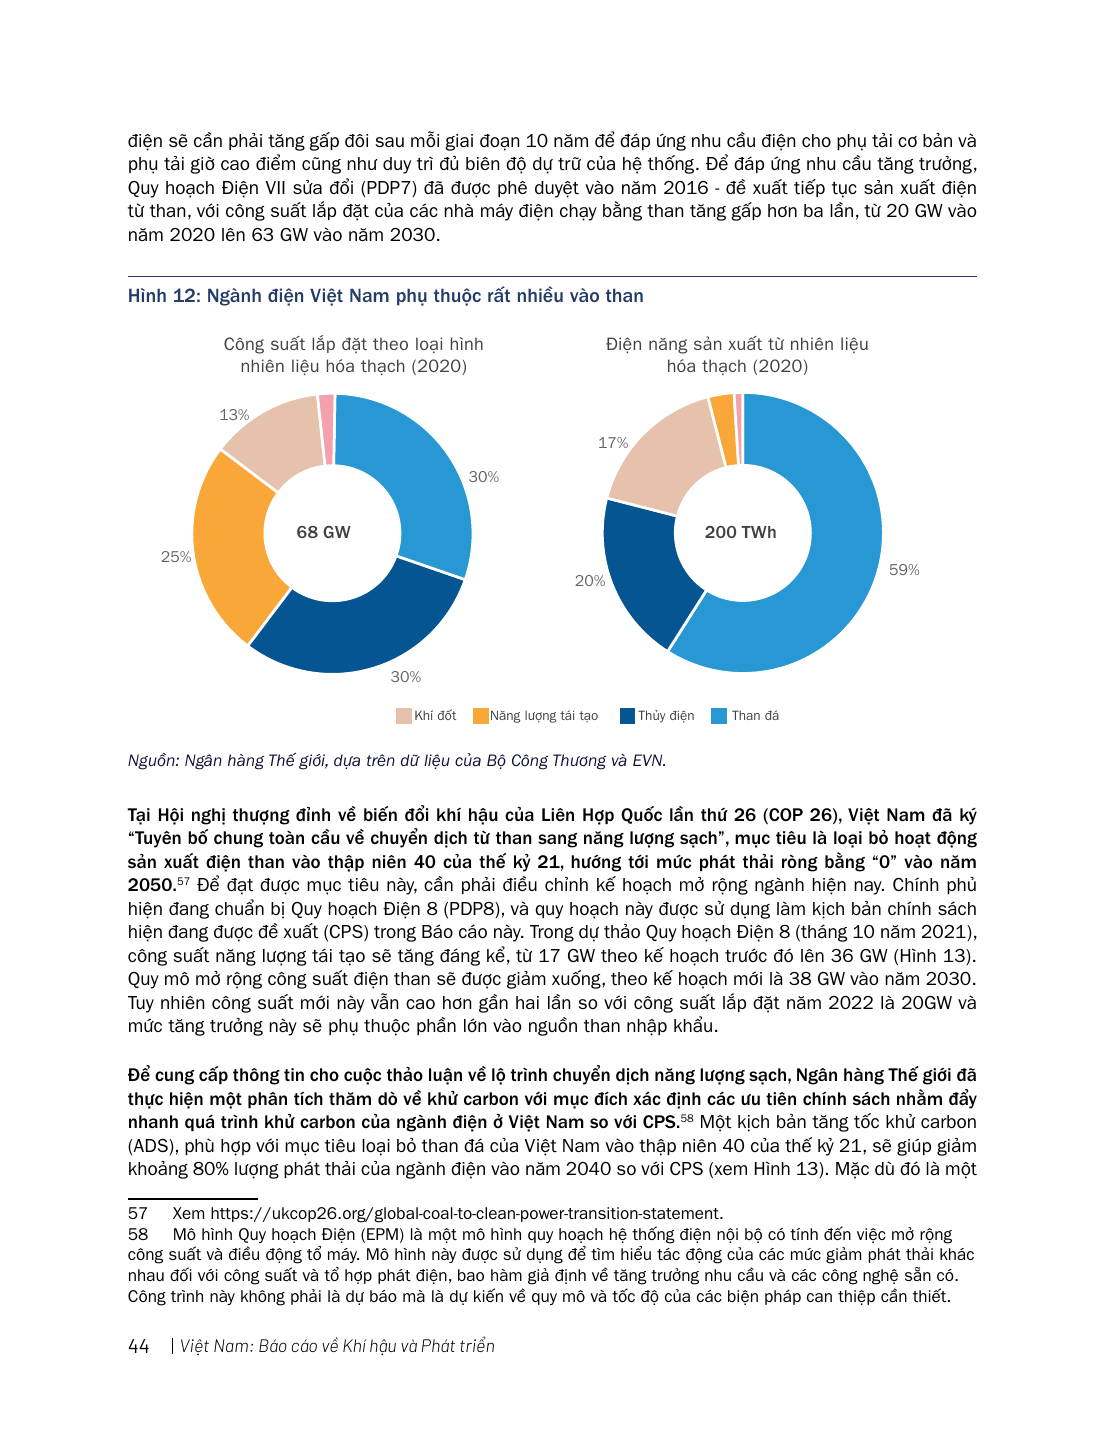 điện sẽ cần phải tăng gấp đôi sau mỗi giai đoạn 10 năm để đáp ứng nhu cầu điện cho phụ tải cơ bản và
phụ tải giờ cao điểm cũng như duy trì đủ biên độ dự trữ của hệ thống. Để đáp ứng nhu cầu tăng trưởng,
Quy hoạch Điện VII sửa đổi (PDP7) đã được phê duyệt vào năm 2016 - đề xuất tiếp tục sản xuất điện
từ than, với công suất lắp đặt của các nhà máy điện chạy bằng than tăng gấp hơn ba lần, từ 20 GW vào
năm 2020 lên 63 GW vào năm 2030.
Hình 12: Ngành điện Việt Nam phụ thuộc rất nhiều vào than
Công suất lắp đặt theo loại hình
nhiên liệu hóa thạch (2020)
13%
30%
68 GW
25%
30%
Điện năng sản xuất từ nhiên liệu
hóa thạch (2020)
17%
200 TWh
59%
20%
Khí đốt Năng lượng tái tạo Thủy điện Than đá
Nguồn: Ngân hàng Thế giới, dựa trên dữ liệu của Bộ Công Thương và EVN.
Tại Hội nghị thượng đỉnh về biến đổi khí hậu của Liên Hợp Quốc lần thứ 26 (COP 26), Việt Nam đã ký
“Tuyên bố chung toàn cầu về chuyển dịch từ than sang năng lượng sạch”, mục tiêu là loại bỏ hoạt động
sản xuất điện than vào thập niên 40 của thế kỷ 21, hướng tới mức phát thải ròng bằng “0” vào năm
2050.57 Để đạt được mục tiêu này, cần phải điều chỉnh kế hoạch mở rộng ngành hiện nay. Chính phủ
hiện đang chuẩn bị Quy hoạch Điện 8 (PDP8), và quy hoạch này được sử dụng làm kịch bản chính sách
hiện đang được đề xuất (CPS) trong Báo cáo này. Trong dự thảo Quy hoạch Điện 8 (tháng 10 năm 2021),
công suất năng lượng tái tạo sẽ tăng đáng kể, từ 17 GW theo kế hoạch trước đó lên 36 GW (Hình 13).
Quy mô mở rộng công suất điện than sẽ được giảm xuống, theo kế hoạch mới là 38 GW vào năm 2030.
Tuy nhiên công suất mới này vẫn cao hơn gần hai lần so với công suất lắp đặt năm 2022 là 20GW và
mức tăng trưởng này sẽ phụ thuộc phần lớn vào nguồn than nhập khẩu.
Để cung cấp thông tin cho cuộc thảo luận về lộ trình chuyển dịch năng lượng sạch, Ngân hàng Thế giới đã
thực hiện một phân tích thăm dò về khử carbon với mục đích xác định các ưu tiên chính sách nhằm đẩy
nhanh quá trình khử carbon của ngành điện ở Việt Nam so với CPS.58 Một kịch bản tăng tốc khử carbon
(ADS), phù hợp với mục tiêu loại bỏ than đá của Việt Nam vào thập niên 40 của thế kỷ 21, sẽ giúp giảm
khoảng 80% lượng phát thải của ngành điện vào năm 2040 so với CPS (xem Hình 13). Mặc dù đó là một
57 Xem https://ukcop26.org/global-coal-to-clean-power-transition-statement.
58 Mô hình Quy hoạch Điện (EPM) là một mô hình quy hoạch hệ thống điện nội bộ có tính đến việc mở rộng
công suất và điều động tổ máy. Mô hình này được sử dụng để tìm hiểu tác động của các mức giảm phát thải khác
nhau đối với công suất và tổ hợp phát điện, bao hàm giả định về tăng trưởng nhu cầu và các công nghệ sẵn có.
Công trình này không phải là dự báo mà là dự kiến về quy mô và tốc độ của các biện pháp can thiệp cần thiết.
44 | Việt Nam: Báo cáo về Khí hậu và Phát triển